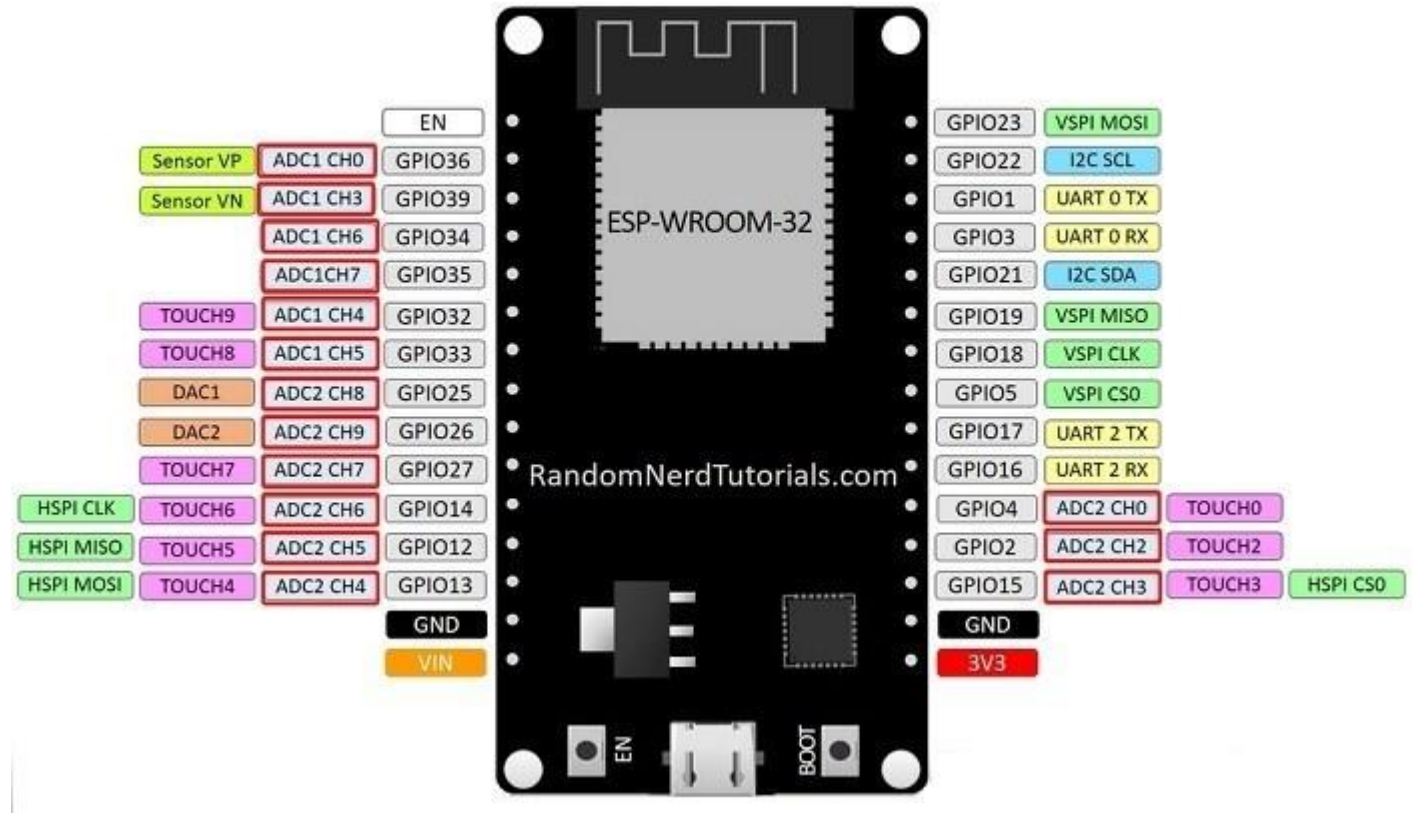 EN GPIO23 VSPI MOSI
Sensor VP ADC1 CH0 GPIO36 GPIO22 I2C SCL
Sensor VN ADC1 CH3 GPIO39 GPIO1 UART 0 TX
ADC1 CH6 GPIO34 GPIO3 UART 0 RX
ESP-WROOM-32
ADC1CH7 GPIO35 GPIO21 I2C SDA
TOUCH9 ADC1 CH4 GPIO32 GPIO19 VSPI MISO
TOUCH8 ADC1 CH5 GPIO33 GPIO18 VSPI CLK
DAC1 ADC2 CH8 GPIO25 GPIO5 VSPI CS0
DAC2 ADC2 CH9 GPIO26 GPIO17 UART 2 TX
TOUCH7 ADC2 CH7 GPIO27 RandomNerdTutorials.com GPIO16 UART 2 RX
HSPI CLK TOUCH6 ADC2 CH6 GPIO14 GPIO4 ADC2 CH0 TOUCH0
HSPI MISO TOUCH5 ADC2 CH5 GPIO12 GPIO2 ADC2 CH2 TOUCH2
HSPI MOSI TOUCH4 ADC2 CH4 GPIO13 GPIO15 ADC2 CH3 TOUCH3 HSPI CS0
GND GND
VIN 3V3
EN BOOT